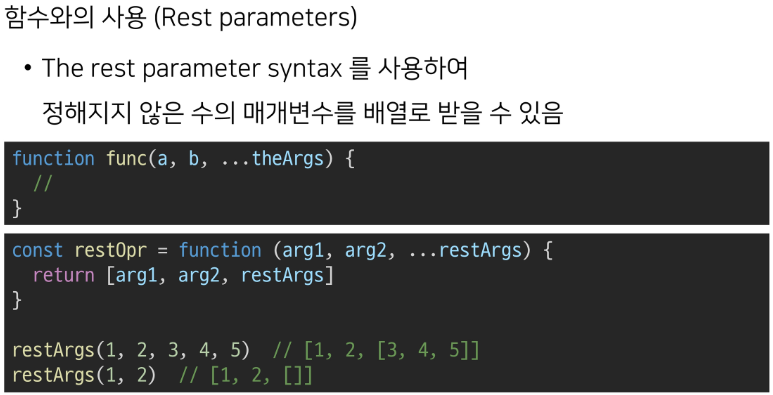 함수와의 사용 (Rest parameters)
• The rest parameter syntax 를 사용하여
정해지지 않은 수의 매개변수를 배열로 받을 수 있음
function func(a, b, ...theArgs) {
  //
}
const restOpr = function (arg1, arg2, ...restArgs) {
  return [arg1, arg2, restArgs]
}

restArgs(1, 2, 3, 4, 5)  // [1, 2, [3, 4, 5]]
restArgs(1, 2)  // [1, 2, []]